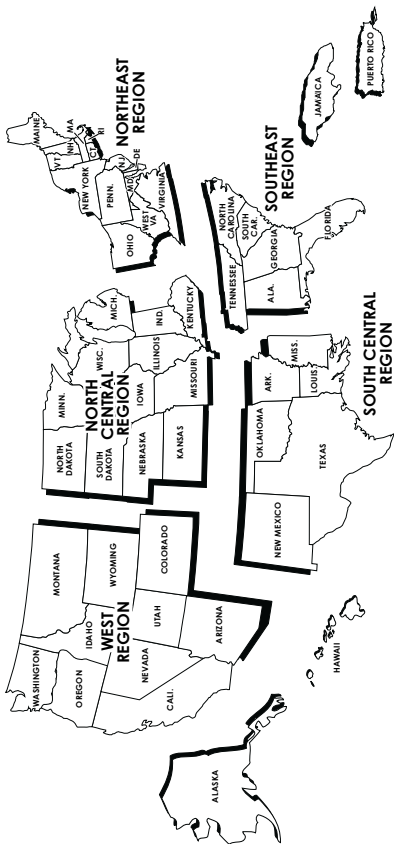 NORTHEAST
REGION
MAINE
VT.
NH
MA
RI
CT
NEW YORK
PENN.
NJ
DE
MD
OHIO
WEST
VA
VIRGINIA
SOUTHEAST
REGION
NORTH
CAROLINA
SOUTH
CAR.
TENNESSEE
GEORGIA
ALA.
FLORIDA
JAMAICA
PUERTO RICO
NORTH
CENTRAL
REGION
MICH.
WISC.
MINN.
IND.
KENTUCKY
ILLINOIS
IOWA
MISSOURI
NORTH
DAKOTA
SOUTH
DAKOTA
NEBRASKA
KANSAS
SOUTH CENTRAL
REGION
MISS.
ARK.
LOUIS.
OKLAHOMA
TEXAS
NEW MEXICO
WEST
REGION
MONTANA
WYOMING
COLORADO
IDAHO
UTAH
ARIZONA
WASHINGTON
OREGON
NEVADA
CALI.
HAWAII
ALASKA